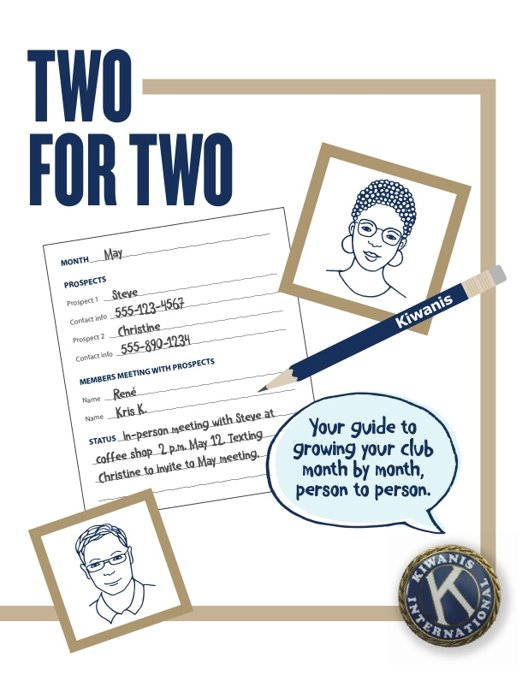 TWO
FOR TWO
MONTH May
PROSPECTS
Prospect 1 Steve
Contact info 555-123-4567
Prospect 2 Christine
Contact info 555-890-1234
MEMBERS MEETING WITH PROSPECTS
Name René
Name Kris K.
STATUS In-person meeting with Steve at
coffee shop 2 p.m. May 12. Texting
Christine to invite to May meeting.
Kiwanis
Your guide to
growing your club
month by month,
person to person.
KIWANIS
K
INTERNATIONAL